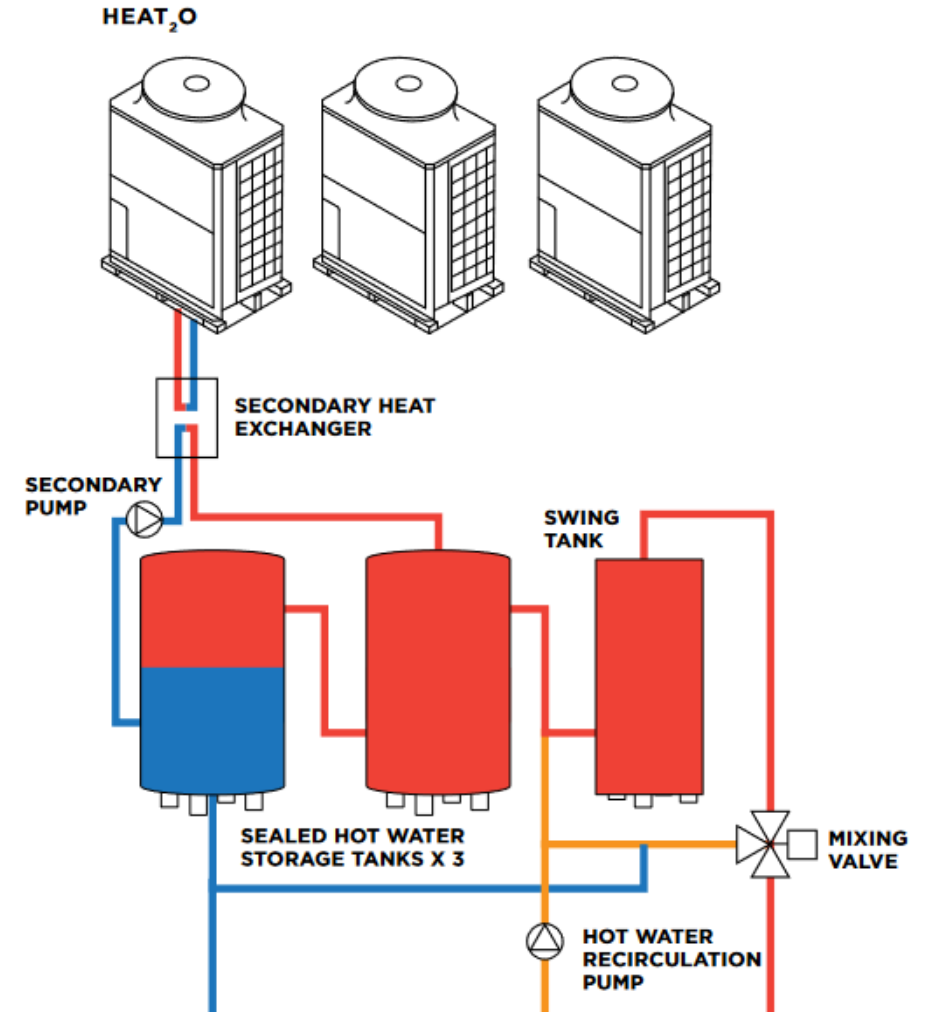 HEAT₂O
SECONDARY HEAT
EXCHANGER
SECONDARY
PUMP
SWING
TANK
SEALED HOT WATER
STORAGE TANKS X 3
MIXING
VALVE
HOT WATER
RECIRCULATION
PUMP